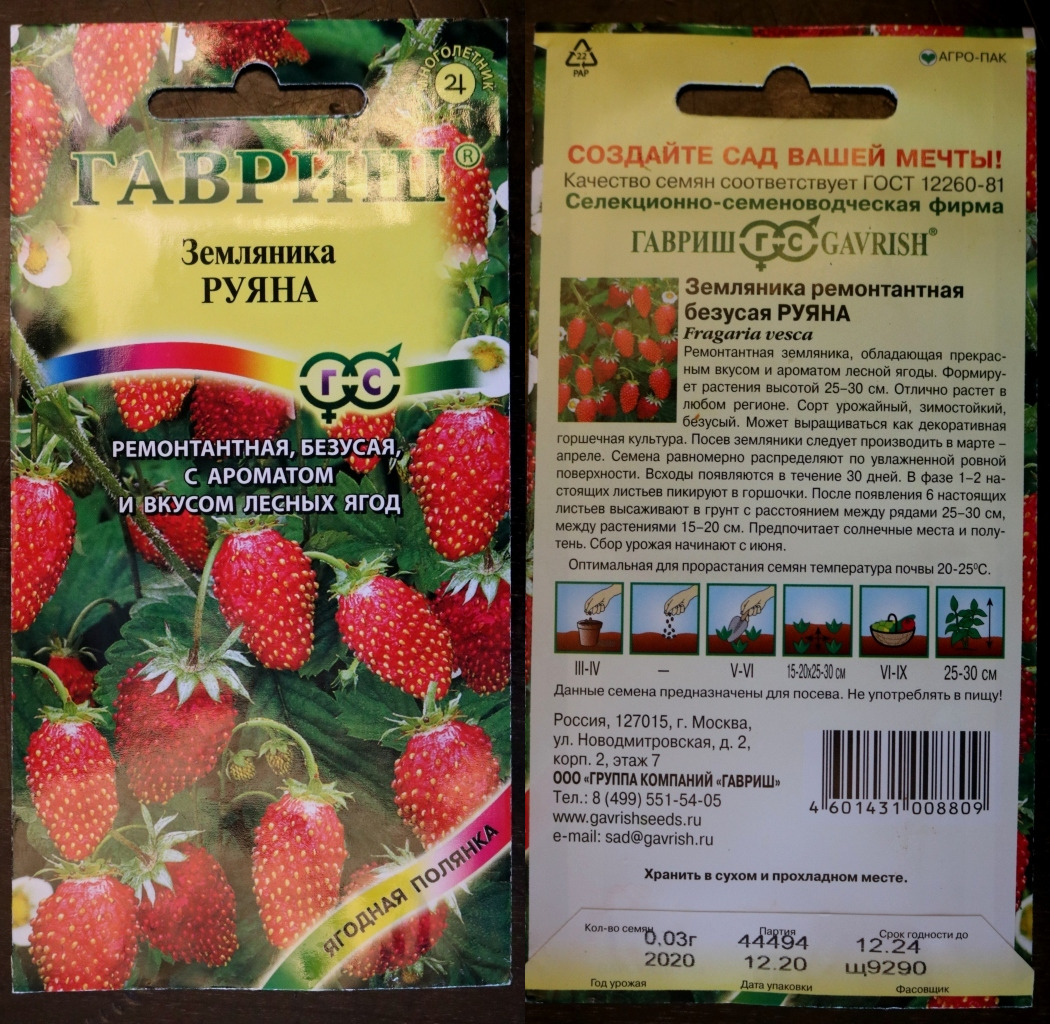 МНОГОЛЕТНИК
ГАВРИШ®
Земляника
РУЯНА
Г С
РЕМОНТАНТНАЯ, БЕЗУСАЯ,
С АРОМАТОМ
И ВКУСОМ ЛЕСНЫХ ЯГОД
ЯГОДНАЯ ПОЛЯНКА
22
PAP
АГРО-ПАК
СОЗДАЙТЕ САД ВАШЕЙ МЕЧТЫ!
Качество семян соответствует ГОСТ 12260-81
Селекционно-семеноводческая фирма
ГАВРИШ Г С GAVRISH®
Земляника ремонтантная
безусая РУЯНА
Fragaria vesca
Ремонтантная земляника, обладающая прекрас-
ным вкусом и ароматом лесной ягоды. Формиру-
ет растения высотой 25–30 см. Отлично растет в
любом регионе. Сорт урожайный, зимостойкий,
безусый. Может выращиваться как декоративная
горшечная культура. Посев земляники следует производить в марте –
апреле. Семена равномерно распределяют по увлажненной ровной
поверхности. Всходы появляются в течение 30 дней. В фазе 1–2 на-
стоящих листьев пикируют в горшочки. После появления 6 настоящих
листьев высаживают в грунт с расстоянием между рядами 25–30 см,
между растениями 15–20 см. Предпочитает солнечные места и полу-
тень. Сбор урожая начинают с июня.
Оптимальная для прорастания семян температура почвы 20-25⁰С.
III-IV — V-VI 15-20х25-30 см VI-IX 25-30 см
Данные семена предназначены для посева. Не употреблять в пищу!
Россия, 127015, г. Москва,
ул. Новодмитровская, д. 2,
корп. 2, этаж 7
ООО «ГРУППА КОМПАНИЙ «ГАВРИШ»
Тел.: 8 (499) 551-54-05
www.gavrishseeds.ru
e-mail: sad@gavrish.ru
4 601431 008809
Хранить в сухом и прохладном месте.
Кол-во семян Партия Срок годности до
0,03г 44494 12.24
2020 12.20 щ9290
Год урожая Дата упаковки Фасовщик